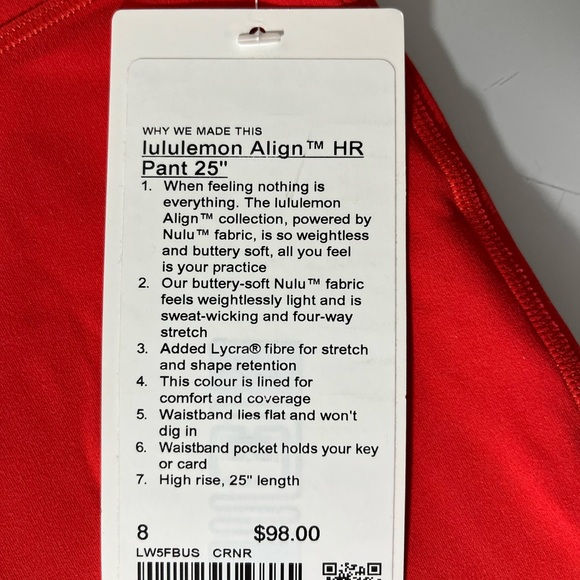 WHY WE MADE THIS
lululemon Align™ HR
Pant 25"
1. When feeling nothing is
everything. The lululemon
Align™ collection, powered by
Nulu™ fabric, is so weightless
and buttery soft, all you feel
is your practice
2. Our buttery-soft Nulu™ fabric
feels weightlessly light and is
sweat-wicking and four-way
stretch
3. Added Lycra® fibre for stretch
and shape retention
4. This colour is lined for
comfort and coverage
5. Waistband lies flat and won't
dig in
6. Waistband pocket holds your key
or card
7. High rise, 25" length
8 $98.00
LW5FBUS CRNR